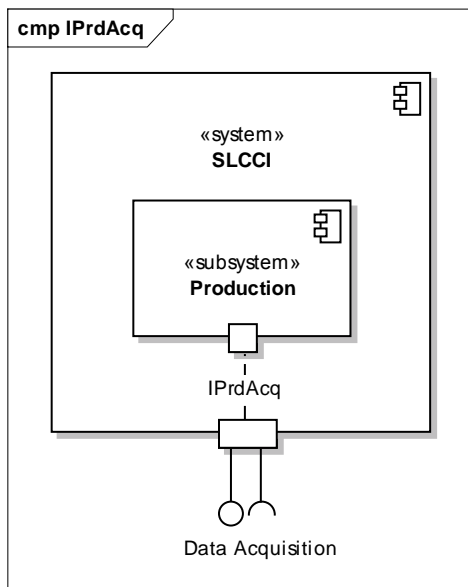 cmp IPrdAcq
«system»
SLCCI
«subsystem»
Production
IPrdAcq
Data Acquisition